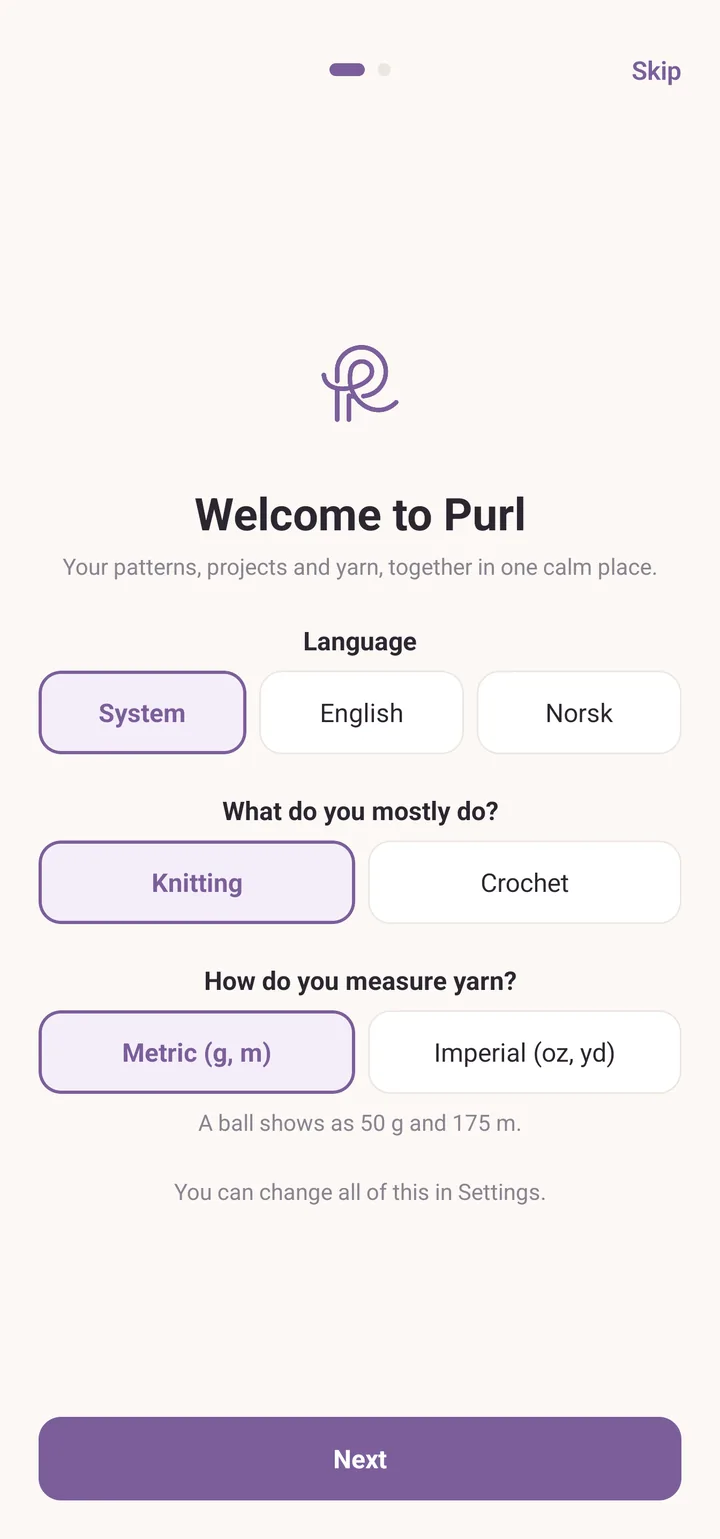 Skip
Welcome to Purl
Your patterns, projects and yarn, together in one calm place.
Language
System
English
Norsk
What do you mostly do?
Knitting
Crochet
How do you measure yarn?
Metric (g, m)
Imperial (oz, yd)
A ball shows as 50 g and 175 m.
You can change all of this in Settings.
Next